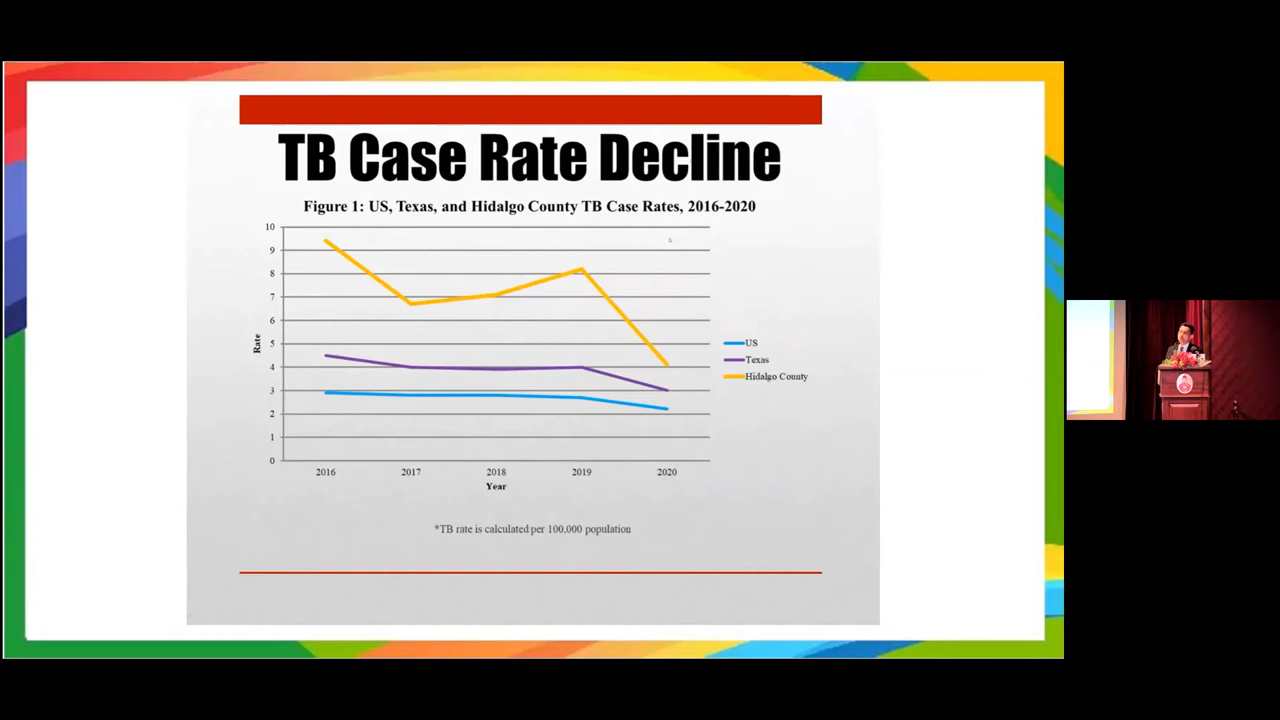 TB Case Rate Decline
Figure 1: US, Texas, and Hidalgo County TB Case Rates, 2016-2020
10
9
8
7
6
5
4
3
2
1
0
Rate
US
Texas
Hidalgo County
2016 2017 2018 2019 2020
Year
*TB rate is calculated per 100,000 population